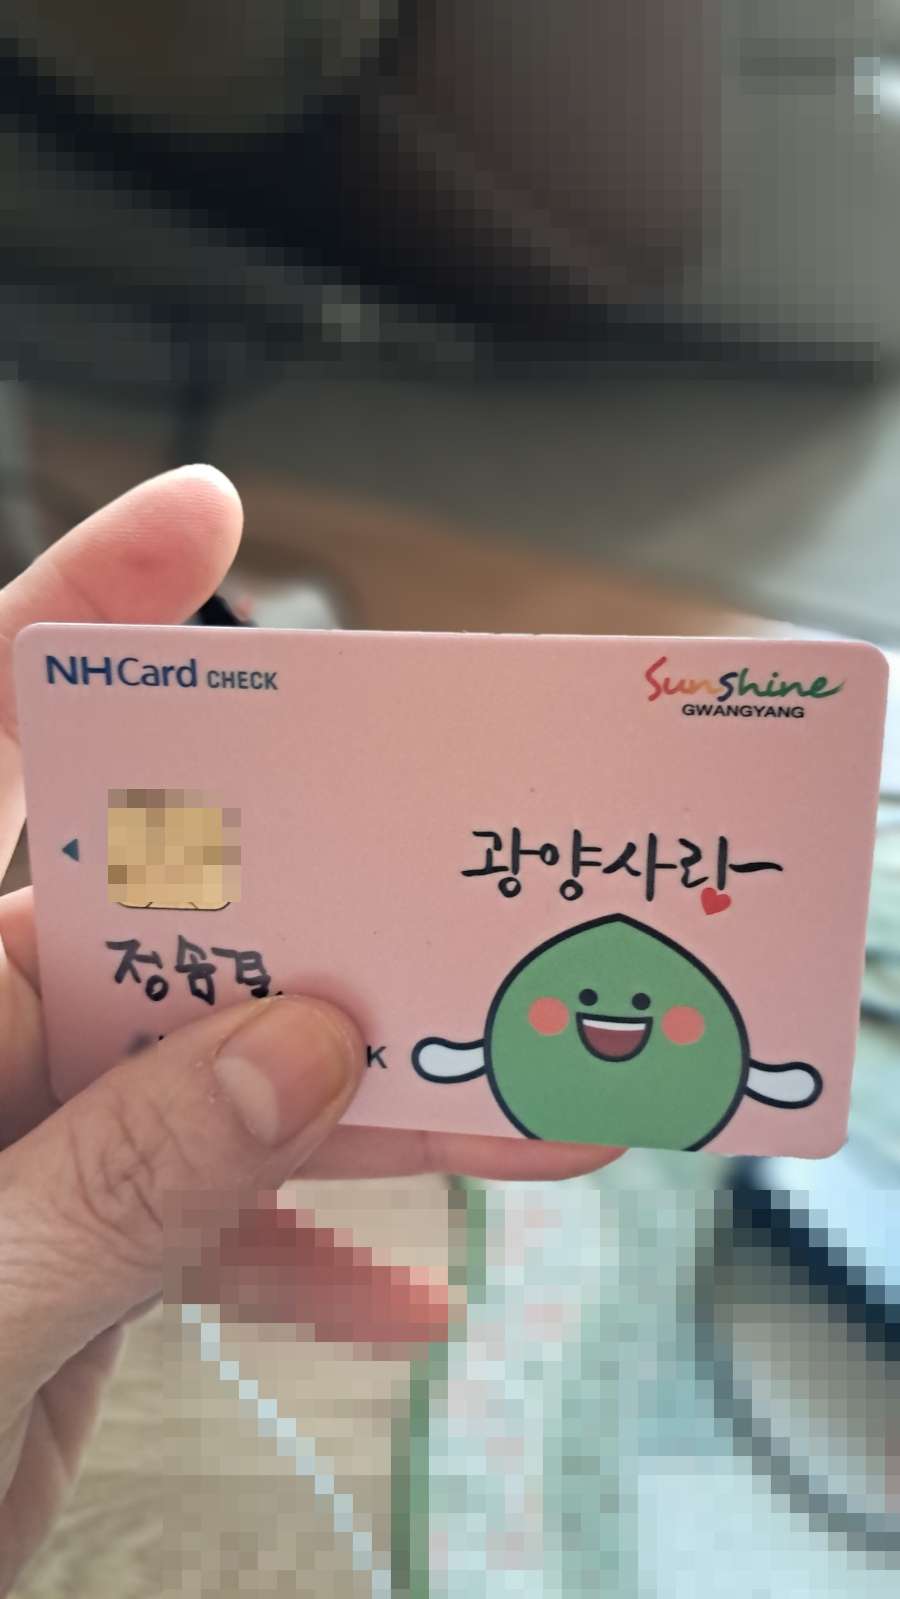 NHCard CHECK
Sunshine
GWANGYANG
광양사랑
K